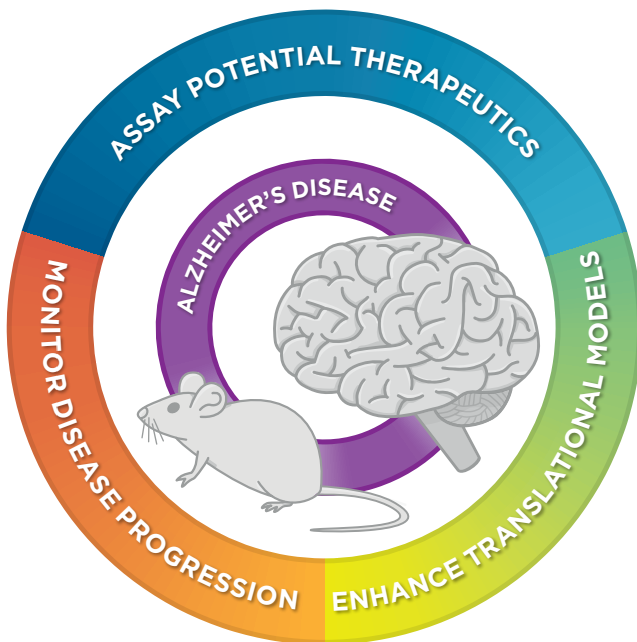 ASSAY POTENTIAL THERAPEUTICS
ALZHEIMER'S DISEASE
MONITOR DISEASE PROGRESSION
ENHANCE TRANSLATIONAL MODELS